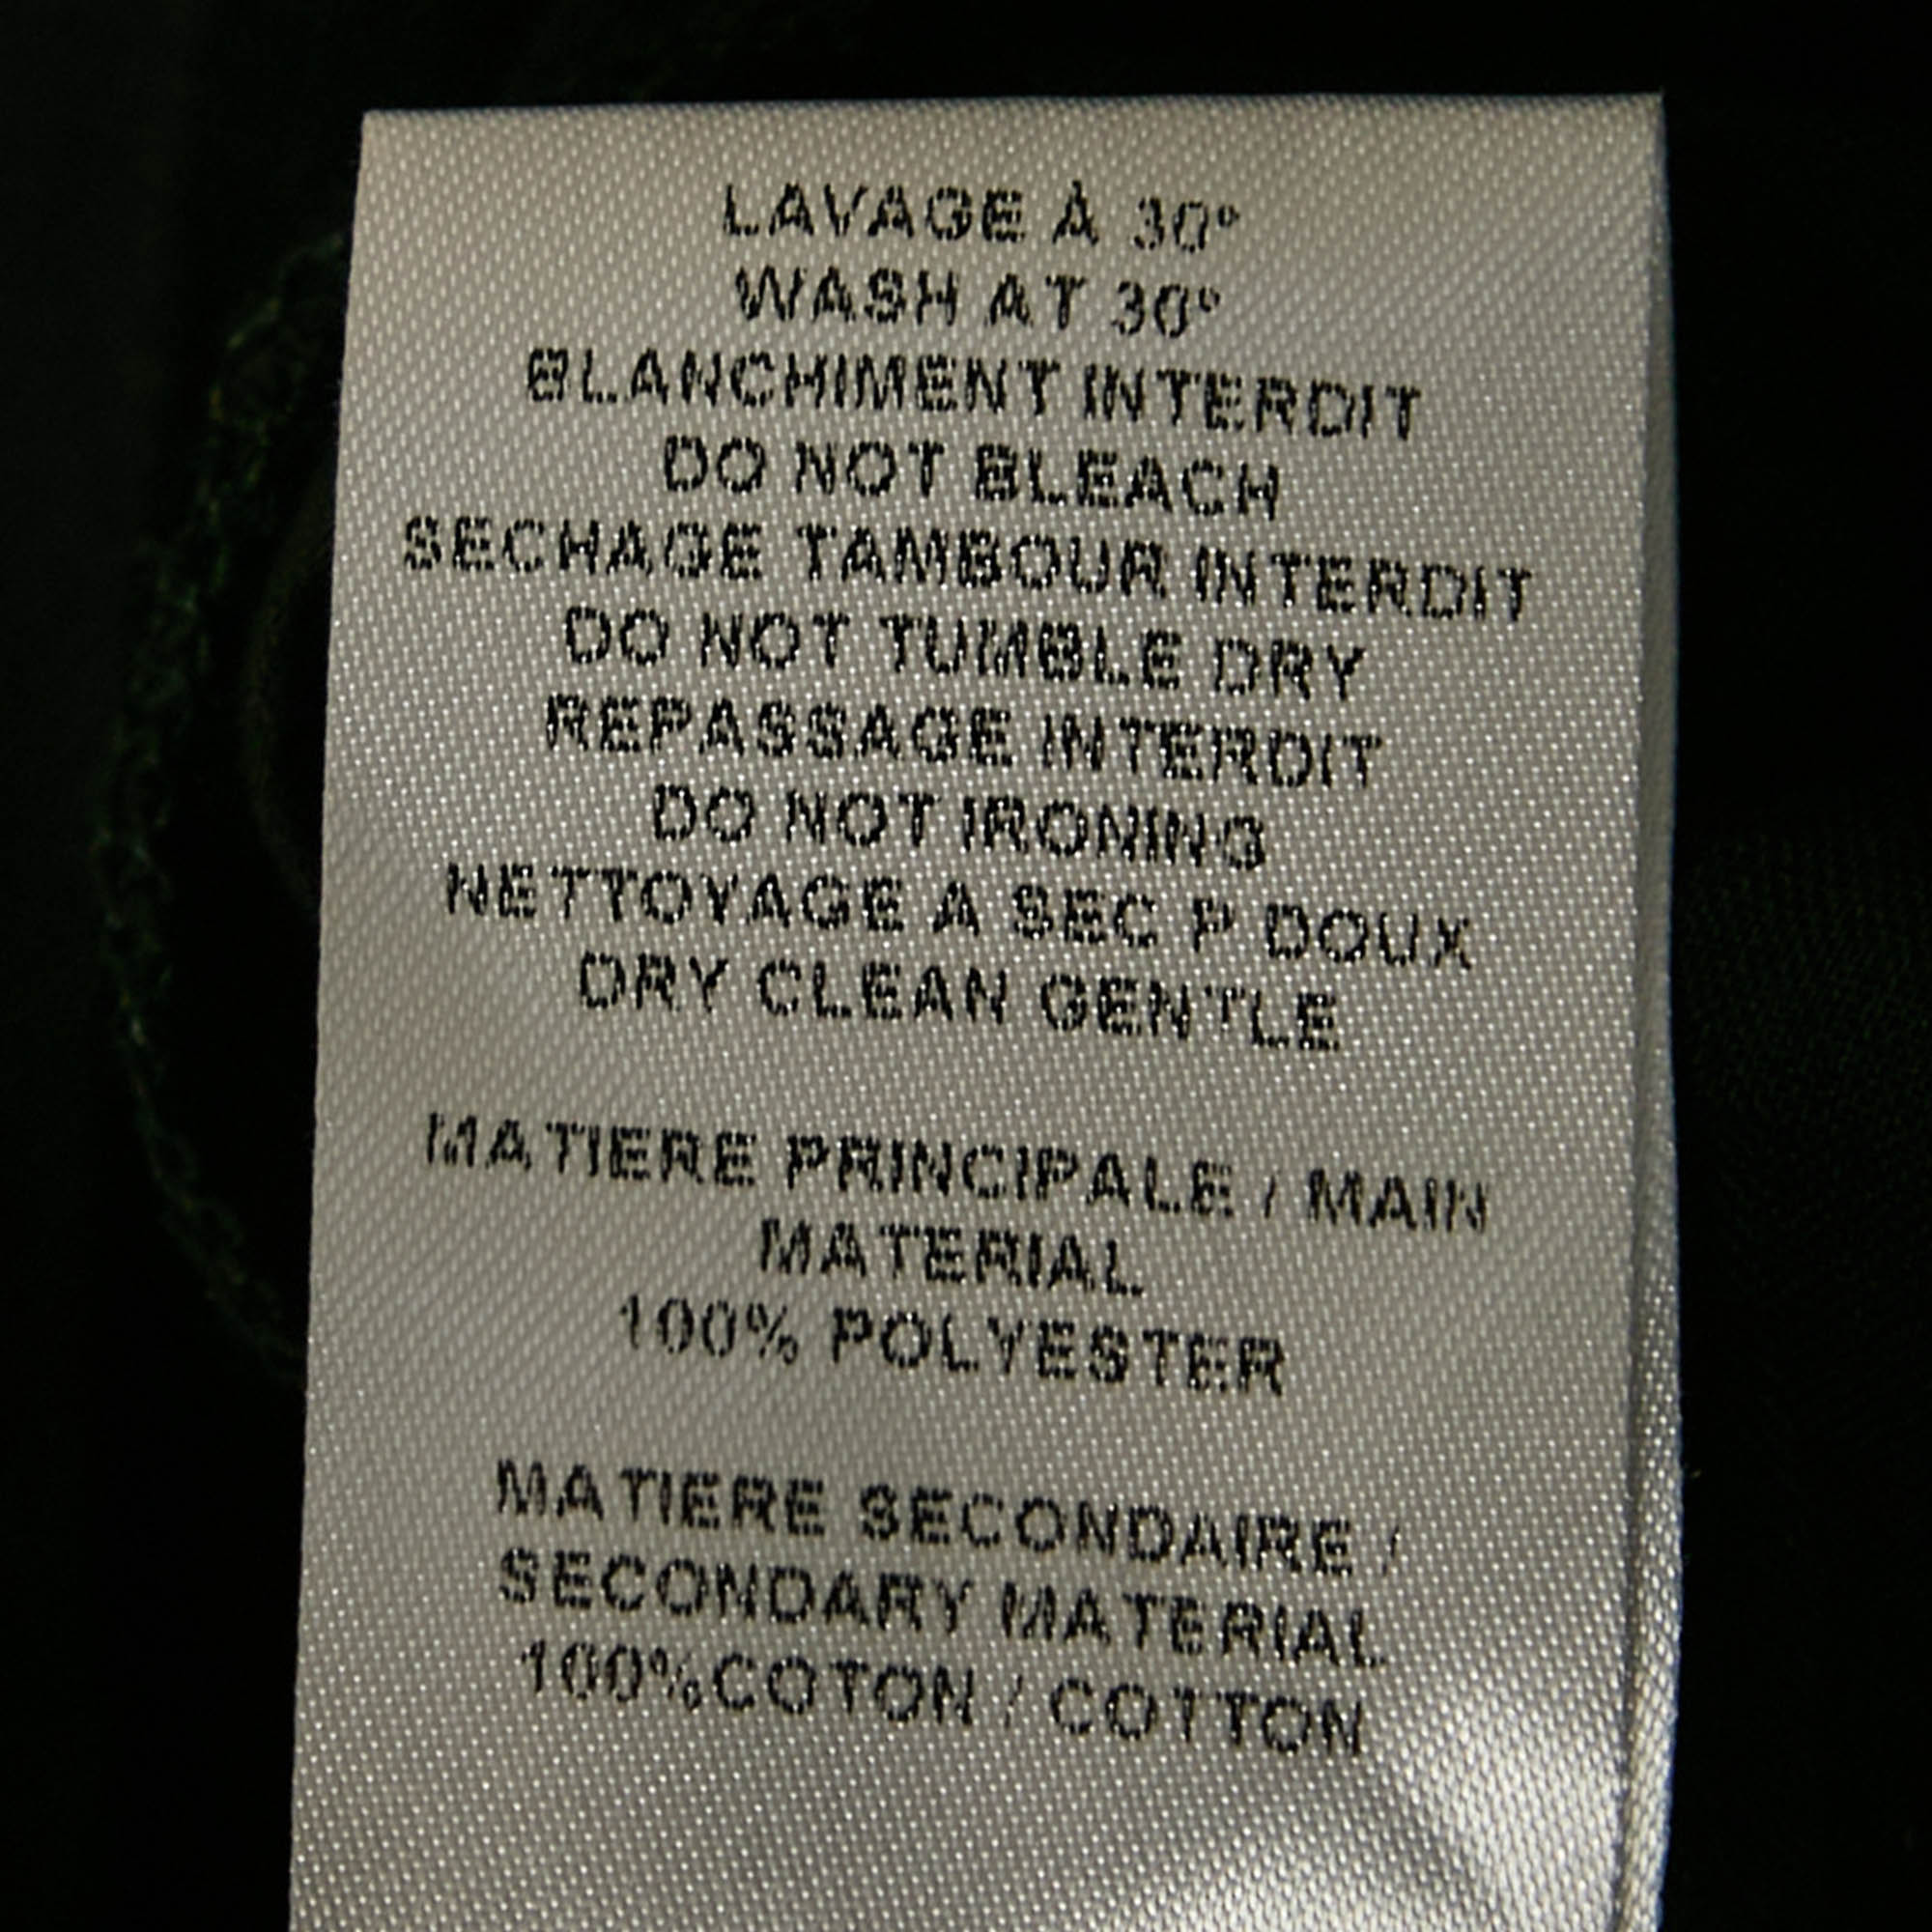 LAVAGE À 30°
WASH AT 30°
BLANCHIMENT INTERDIT
DO NOT BLEACH
SECHAGE TAMBOUR INTERDIT
DO NOT TUMBLE DRY
REPASSAGE INTERDIT
DO NOT IRONING
NETTOYAGE A SEC P DOUX
DRY CLEAN GENTLE
MATIERE PRINCIPALE / MAIN
MATERIAL
100% POLYESTER
MATIERE SECONDAIRE /
SECONDARY MATERIAL
100%COTON / COTTON